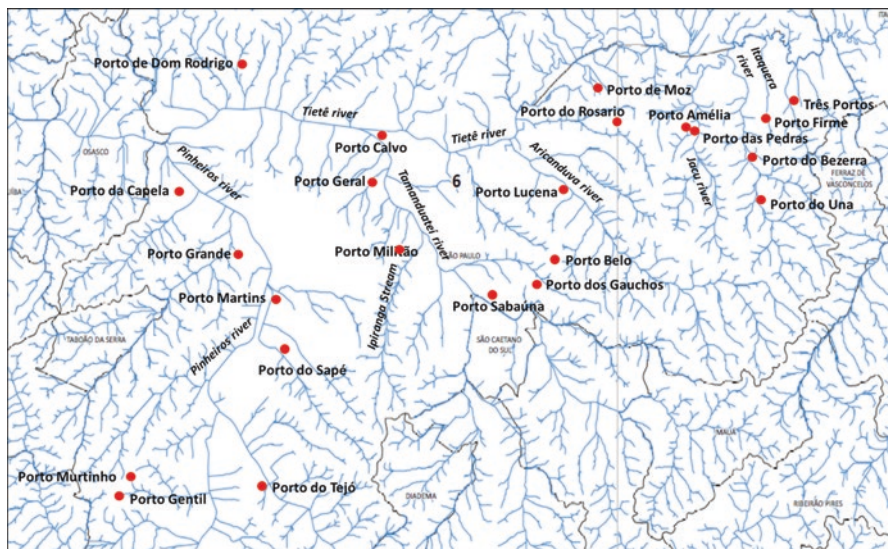 Porto de Dom Rodrigo
Itaquera
river
Porto de Moz
Três Portos
Tietê river
Porto do Rosario
Porto Amélia
Porto Firme
Porto Calvo
Tietê river
Porto das Pedras
OSASCO
Pinheiros river
Aricanduva river
Porto do Bezerra
FERRAZ DE
VASCONCELOS
Porto da Capela
Porto Geral
Tamanduateí river
6
Porto Lucena
Jacu river
Porto do Una
Porto Grande
Porto Militão
SÃO PAULO
Porto Belo
Porto Martins
Ipiranga Stream
Porto Sabaúna
Porto dos Gauchos
TABOÃO DA SERRA
Pinheiros river
Porto do Sapé
SÃO CAETANO
DO SUL
MAUÁ
Porto Murtinho
Porto Gentil
Porto do Tejó
DIADEMA
RIBEIRÃO PIRES